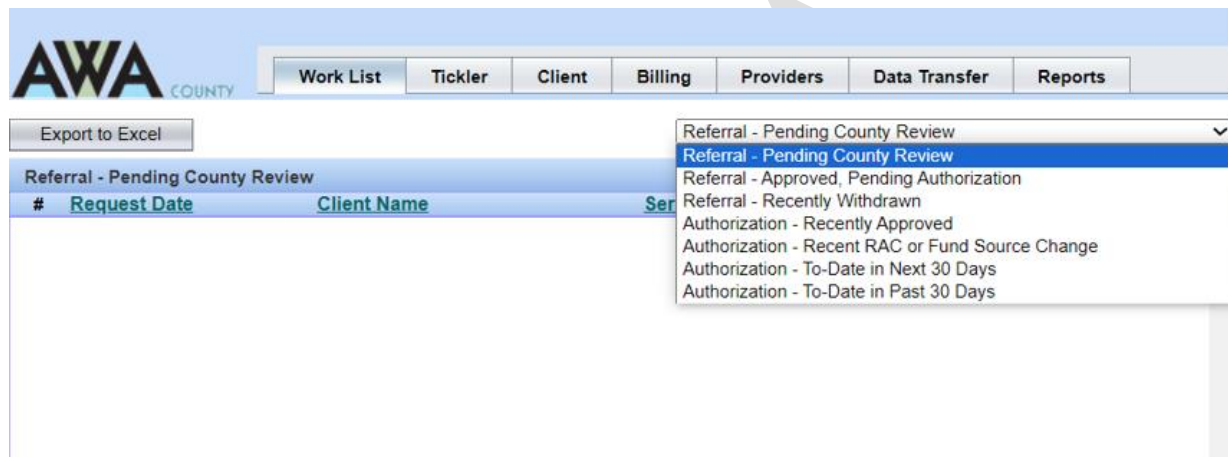 AWA COUNTY
Work List Tickler Client Billing Providers Data Transfer Reports
Export to Excel
Referral - Pending County Review
Referral - Pending County Review
Referral - Approved, Pending Authorization
Referral - Recently Withdrawn
Authorization - Recently Approved
Authorization - Recent RAC or Fund Source Change
Authorization - To-Date in Next 30 Days
Authorization - To-Date in Past 30 Days
Referral - Pending County Review
# Request Date Client Name